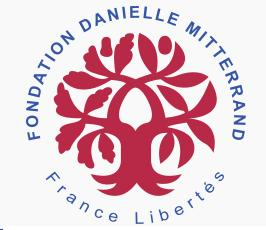 FONDATION DANIELLE MITTERRAND
France Libertés